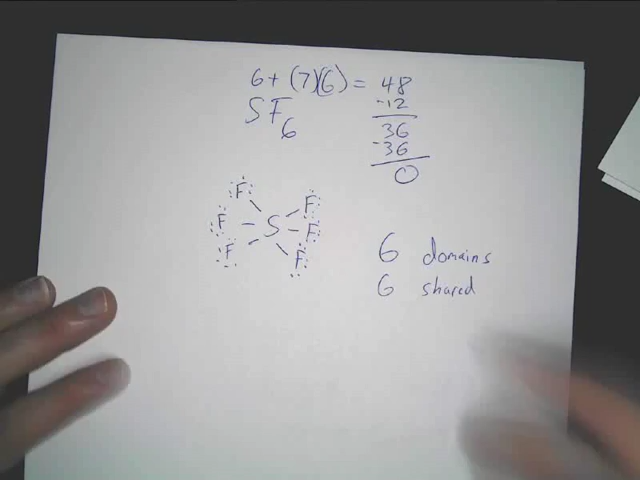 6 + (7)(6) = 48
SF6
-12
36
-36
0
F
F
F
S
F
F
F
6 domains
6 shared